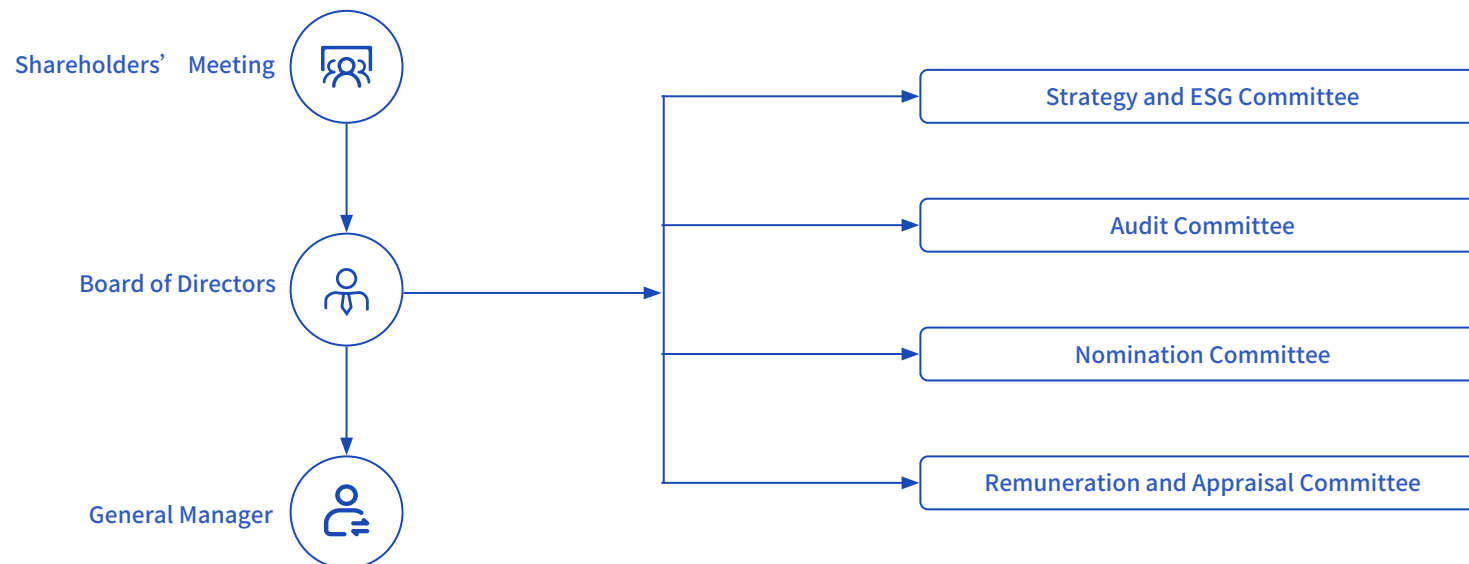 Shareholders’ Meeting
Strategy and ESG Committee
Audit Committee
Board of Directors
Nomination Committee
Remuneration and Appraisal Committee
General Manager